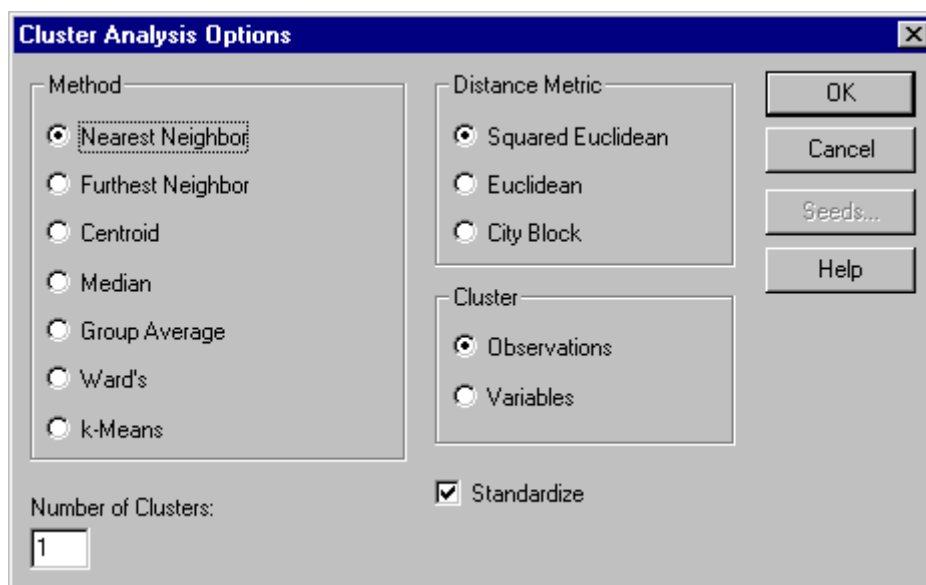 Cluster Analysis Options
Method
Nearest Neighbor
Furthest Neighbor
Centroid
Median
Group Average
Ward's
k-Means
Number of Clusters:
1
Distance Metric
Squared Euclidean
Euclidean
City Block
Cluster
Observations
Variables
Standardize
OK
Cancel
Seeds...
Help